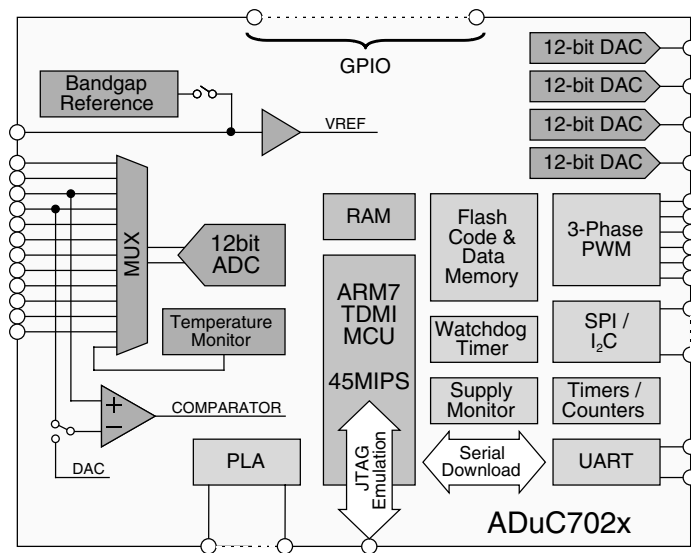 GPIO
12-bit DAC
12-bit DAC
12-bit DAC
12-bit DAC
Bandgap
Reference
VREF
MUX
12bit
ADC
Temperature
Monitor
RAM
ARM7
TDMI
MCU
45MIPS
Flash
Code &
Data
Memory
3-Phase
PWM
Watchdog
Timer
SPI /
I₂C
Supply
Monitor
Timers /
Counters
+
−
COMPARATOR
DAC
PLA
JTAG
Emulation
Serial
Download
UART
ADuC702x